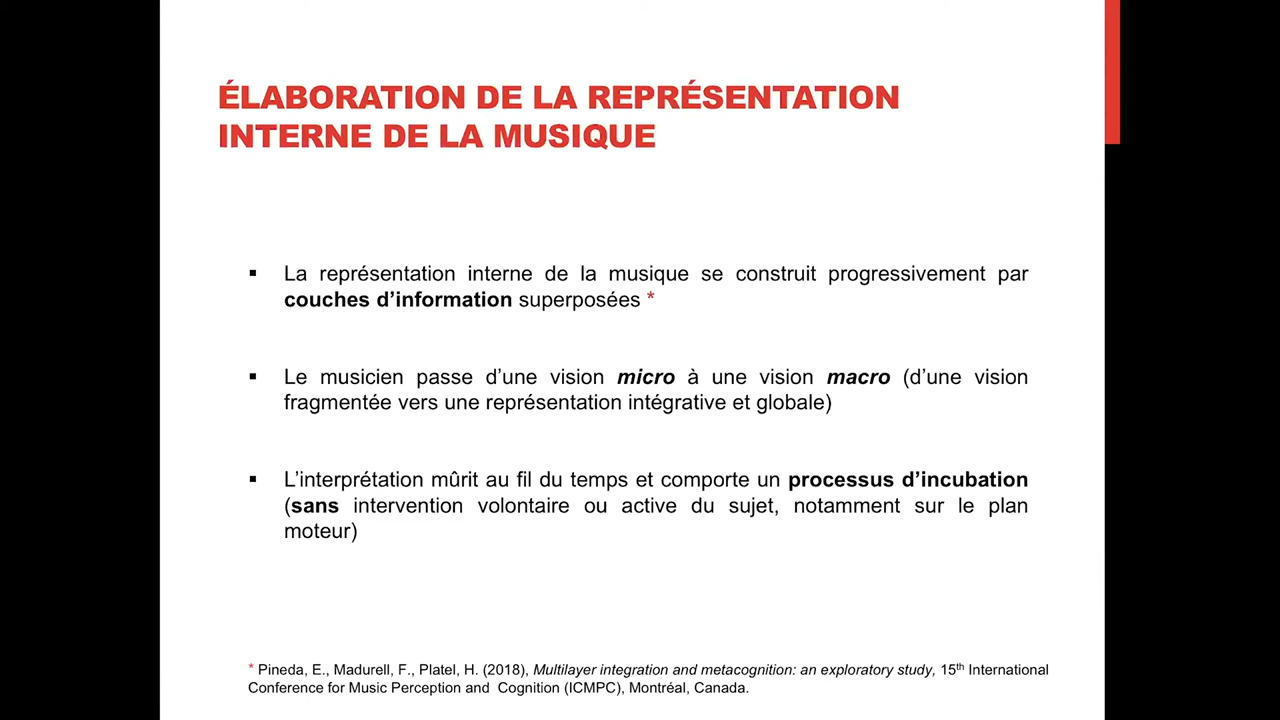 ÉLABORATION DE LA REPRÉSENTATION
INTERNE DE LA MUSIQUE
▪ La représentation interne de la musique se construit progressivement par
couches d’information superposées *
▪ Le musicien passe d’une vision micro à une vision macro (d’une vision
fragmentée vers une représentation intégrative et globale)
▪ L’interprétation mûrit au fil du temps et comporte un processus d’incubation
(sans intervention volontaire ou active du sujet, notamment sur le plan
moteur)
* Pineda, E., Madurell, F., Platel, H. (2018), Multilayer integration and metacognition: an exploratory study, 15th International
Conference for Music Perception and Cognition (ICMPC), Montréal, Canada.